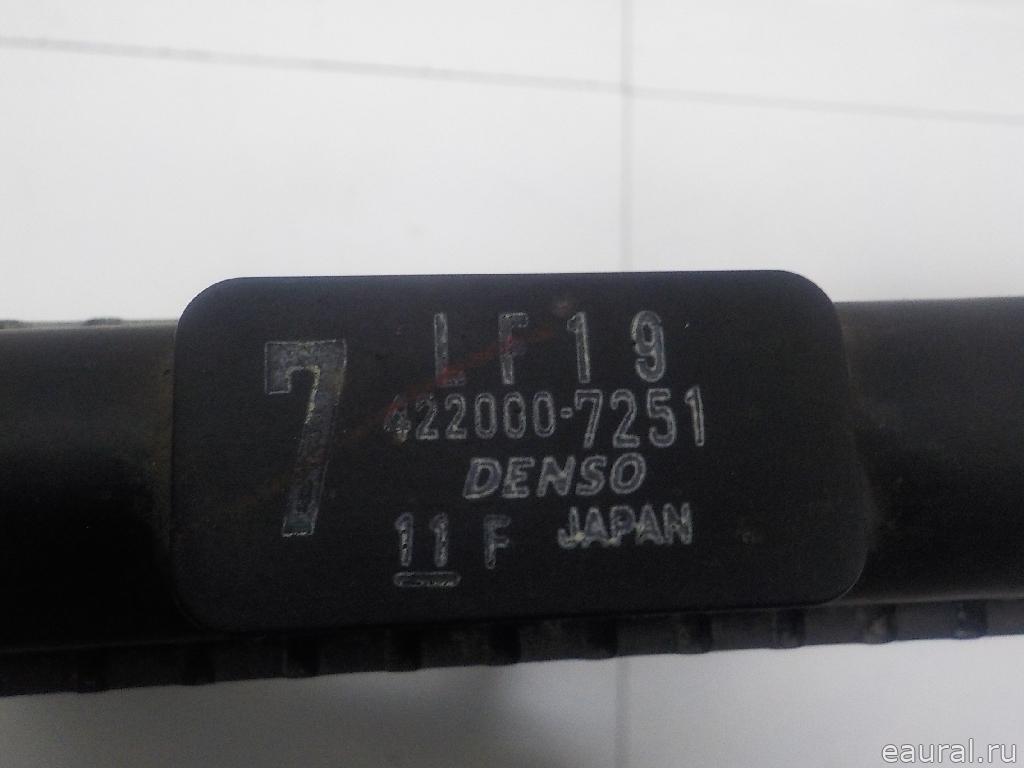 7
LF19
422000-7251
DENSO
JAPAN
11 F
eaural.ru